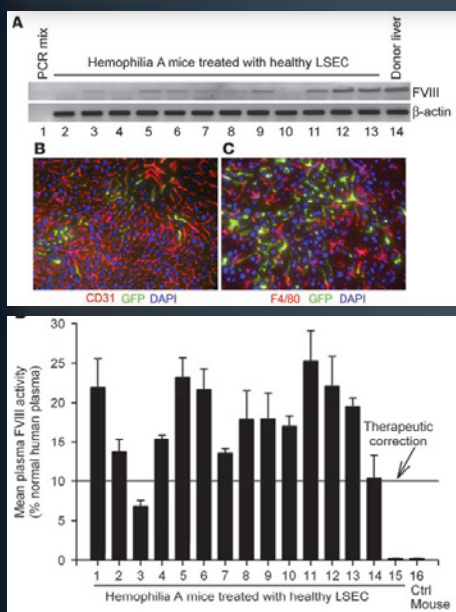 A
PCR mix
Hemophilia A mice treated with healthy LSEC
Donor liver
FVIII
β-actin
1 2 3 4 5 6 7 8 9 10 11 12 13 14
B
C
CD31 GFP DAPI
F4/80 GFP DAPI
Mean plasma FVIII activity
(% normal human plasma)
30
25
20
15
10
5
0
Therapeutic
correction
1 2 3 4 5 6 7 8 9 10 11 12 13 14 15 16
Hemophilia A mice treated with healthy LSEC
Ctrl
Mouse